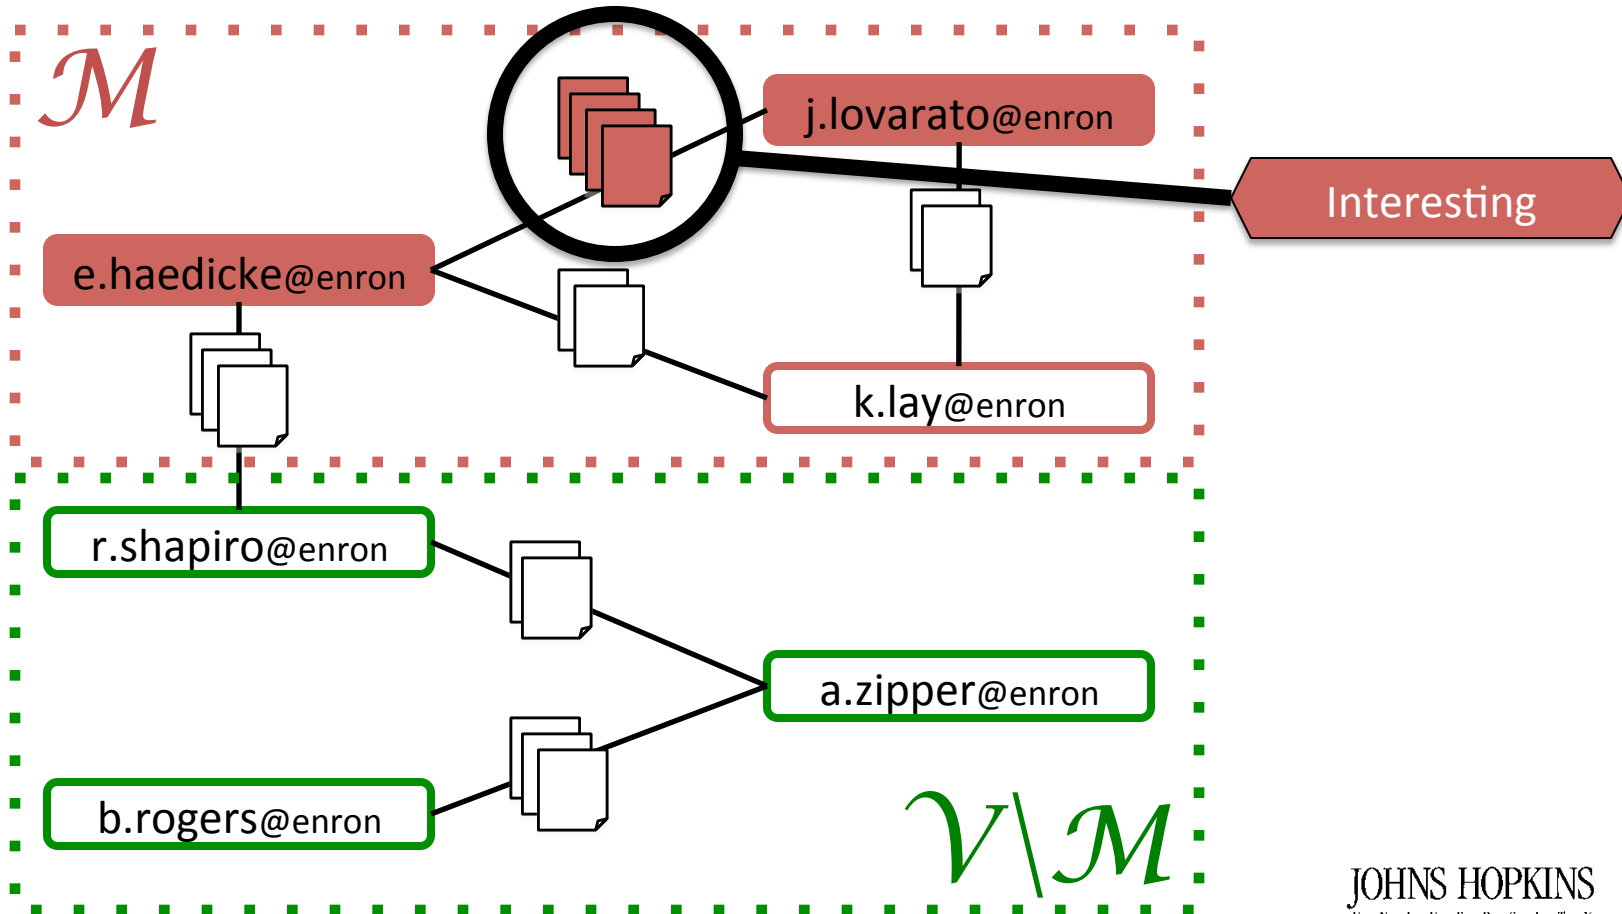 ℳ
j.lovarato@enron
Interesting
e.haedicke@enron
k.lay@enron
r.shapiro@enron
a.zipper@enron
b.rogers@enron
𝒱\ℳ
JOHNS HOPKINS